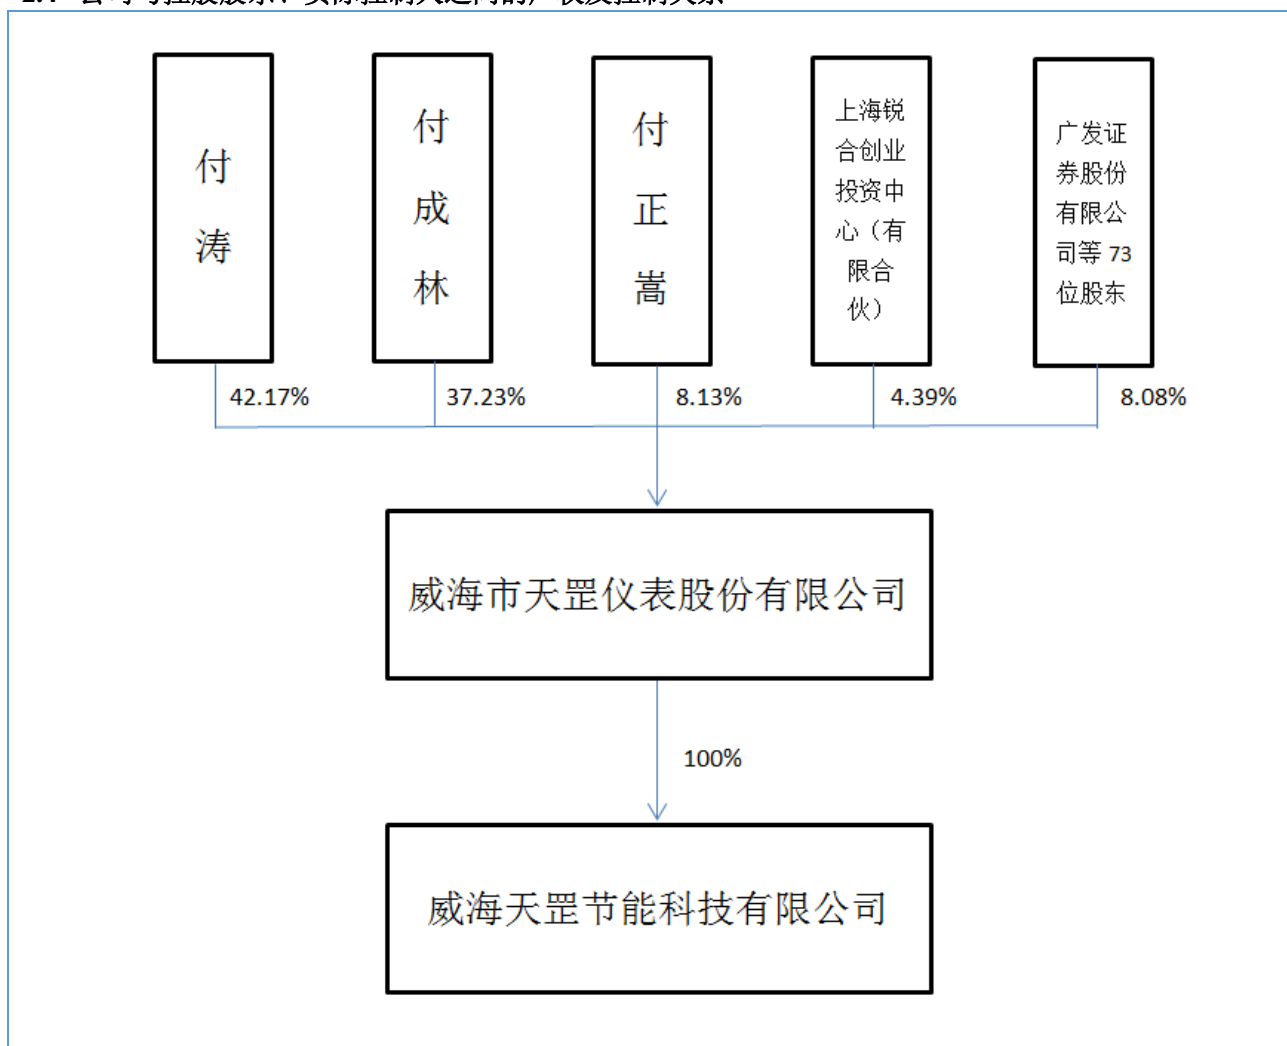 付
涛
付
成
林
付
正
嵩
上海锐
合创业
投资中
心（有
限合
伙）
广发证
券股份
有限公
司等 73
位股东
42.17%
37.23%
8.13%
4.39%
8.08%
威海市天罡仪表股份有限公司
100%
威海天罡节能科技有限公司